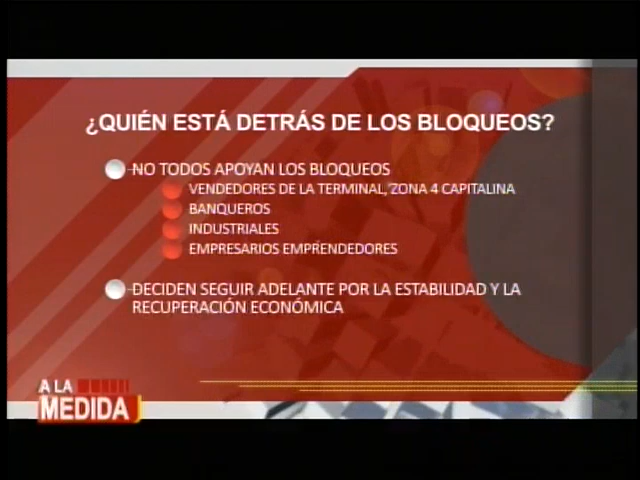 ¿QUIÉN ESTÁ DETRÁS DE LOS BLOQUEOS?
NO TODOS APOYAN LOS BLOQUEOS
VENDEDORES DE LA TERMINAL, ZONA 4 CAPITALINA
BANQUEROS
INDUSTRIALES
EMPRESARIOS EMPRENDEDORES
DECIDEN SEGUIR ADELANTE POR LA ESTABILIDAD Y LA
RECUPERACIÓN ECONÓMICA
A LA
MEDIDA